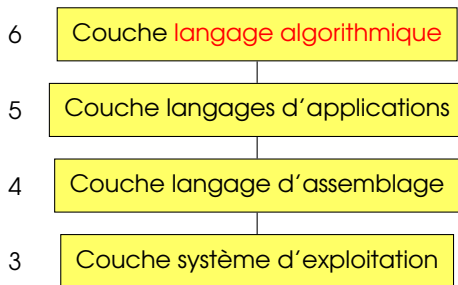 6 Couche langage algorithmique
5 Couche langages d'applications
4 Couche langage d'assemblage
3 Couche système d'exploitation